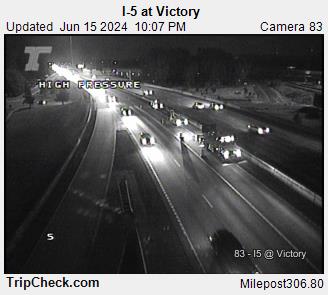 I-5 at Victory
Updated Jun 15 2024 10:07 PM Camera 83
HIGH PRESSURE
S
83 - I5 @ Victory
TripCheck.com Milepost306.80